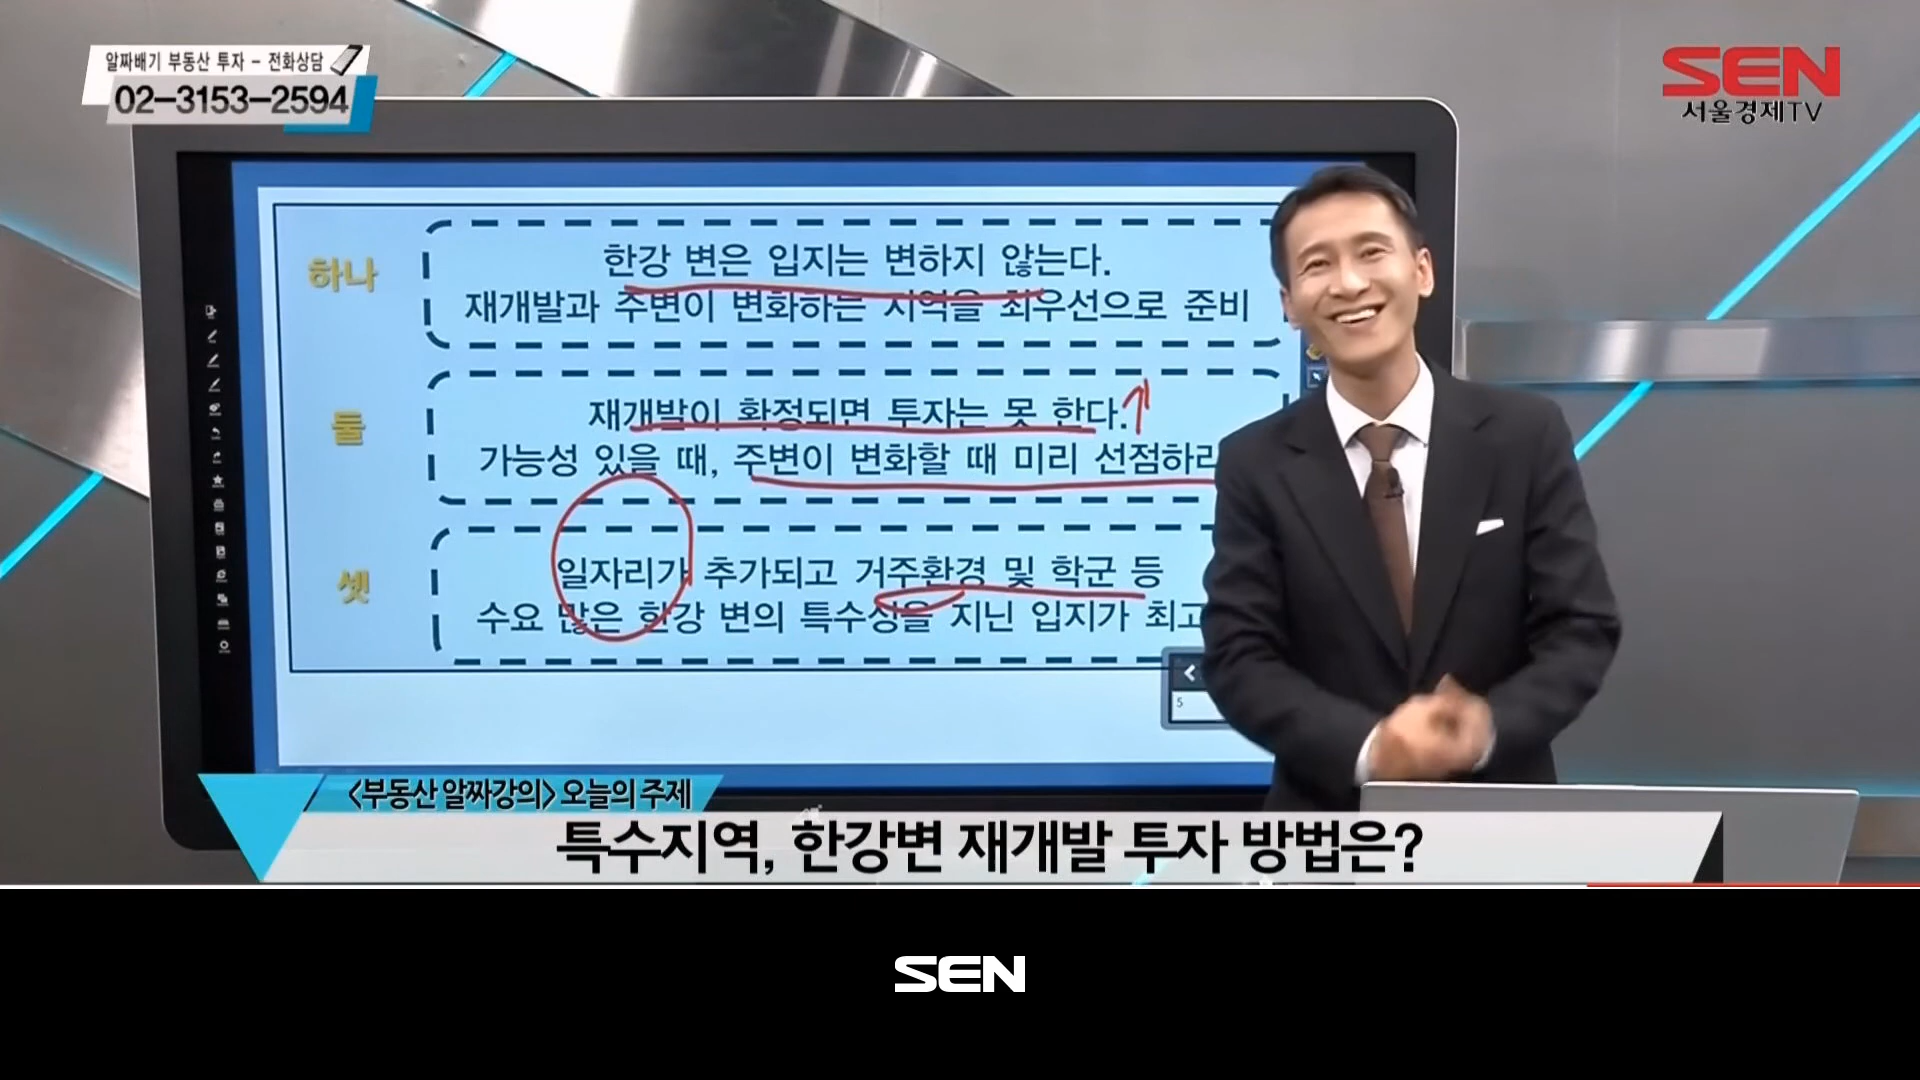 알짜배기 부동산 투자 - 전화상담
02-3153-2594
SEN
서울경제TV
하나
한강 변은 입지는 변하지 않는다.
재개발과 주변이 변화하는 지역을 최우선으로 준비
둘
재개발이 확정되면 투자는 못 한다.
가능성 있을 때, 주변이 변화할 때 미리 선점하라
셋
일자리가 추가되고 거주환경 및 학군 등
수요 많은 한강 변의 특수성을 지닌 입지가 최고
5
<부동산 알짜강의> 오늘의 주제
특수지역, 한강변 재개발 투자 방법은?
SEN